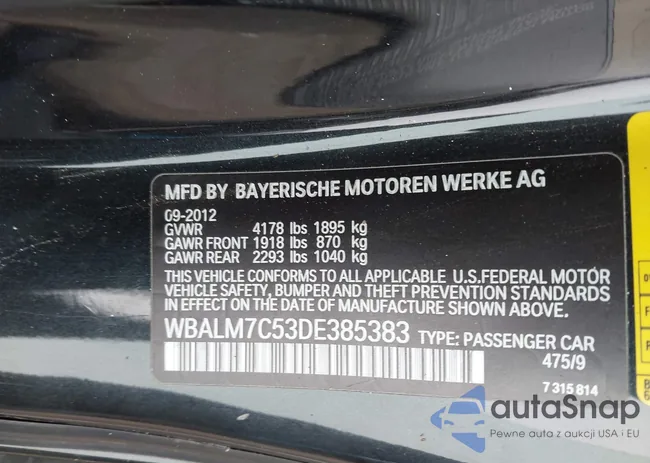 MFD BY BAYERISCHE MOTOREN WERKE AG
09-2012
GVWR 4178 lbs 1895 kg
GAWR FRONT 1918 lbs 870 kg
GAWR REAR 2293 lbs 1040 kg
THIS VEHICLE CONFORMS TO ALL APPLICABLE U.S.FEDERAL MOTOR
VEHICLE SAFETY, BUMPER AND THEFT PREVENTION STANDARDS
IN EFFECT ON THE DATE OF MANUFACTURE SHOWN ABOVE.
WBALM7C53DE385383 TYPE: PASSENGER CAR
475/9
7 315 814
autaSnap
Pewne auta z aukcji USA i EU